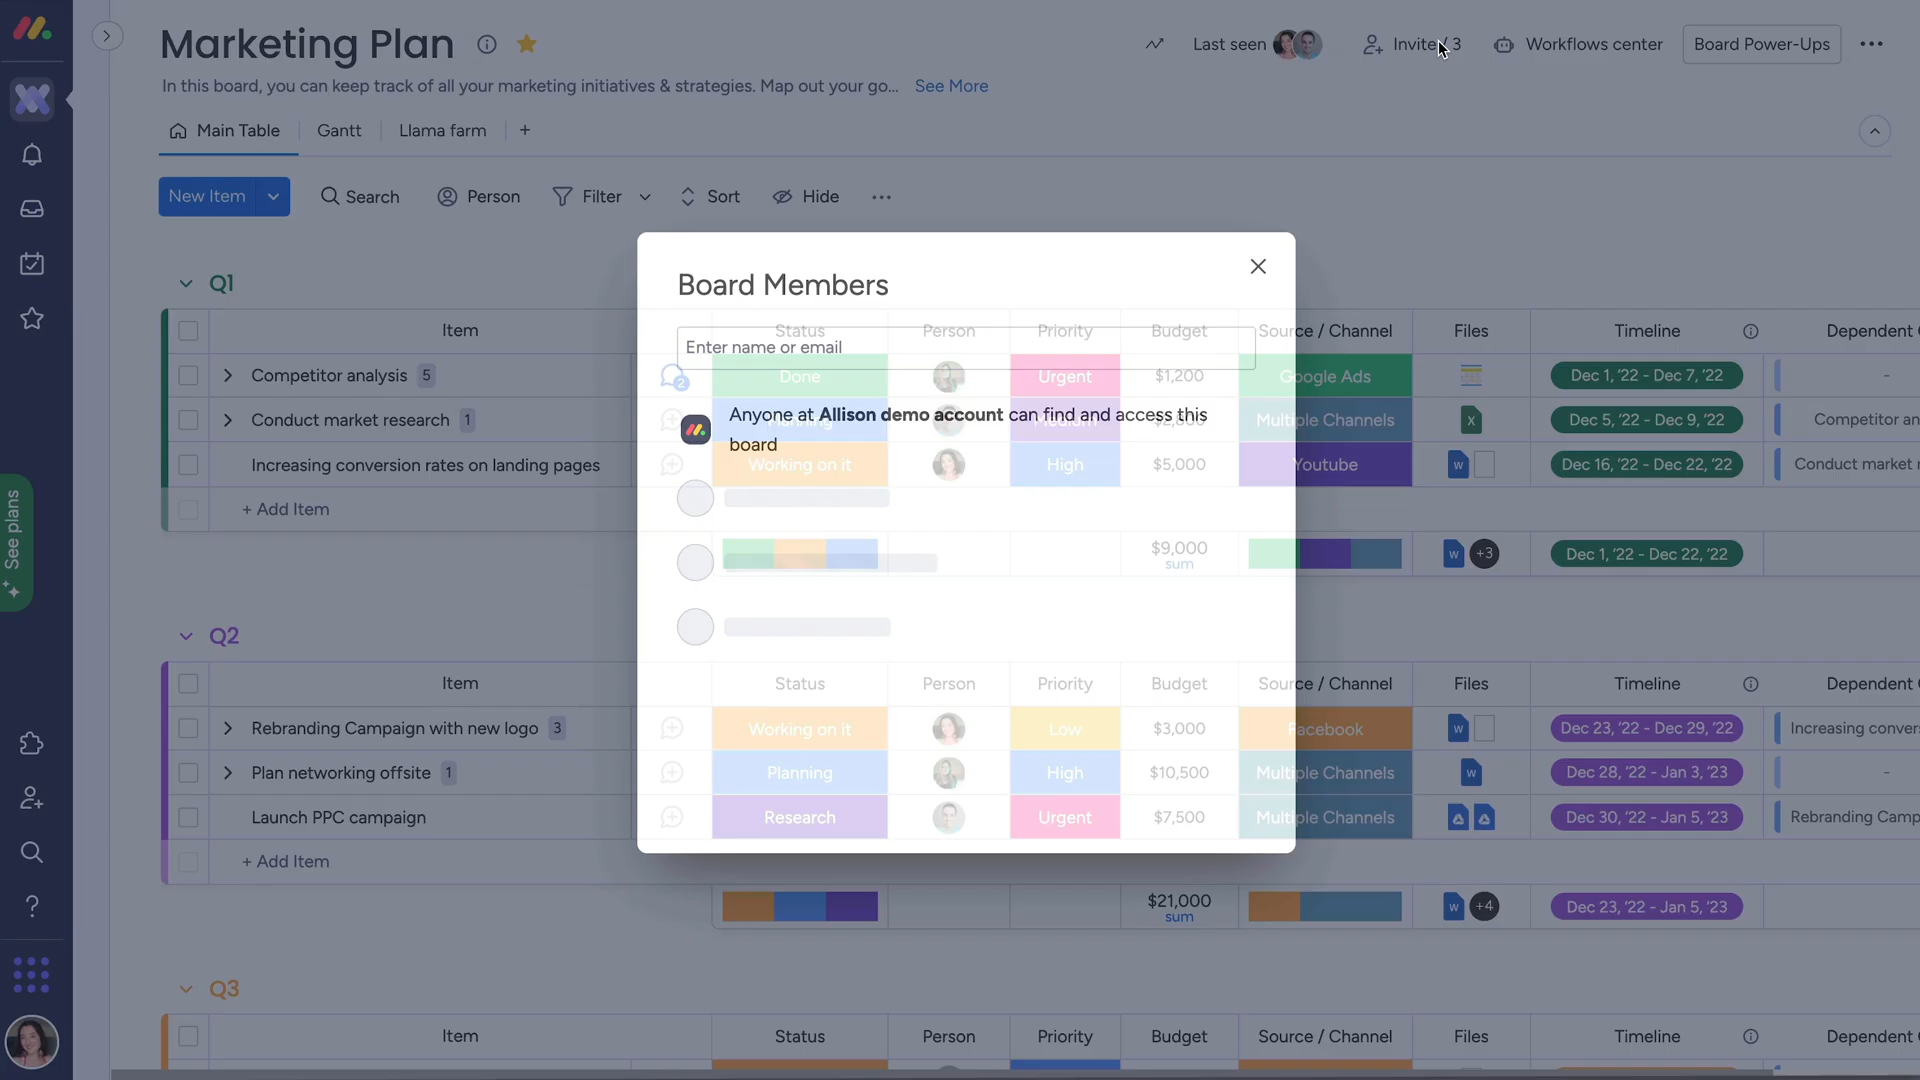 Marketing Plan
Last seen
Invite / 3
Workflows center
Board Power-Ups
In this board, you can keep track of all your marketing initiatives & strategies. Map out your go... See More
Main Table
Gantt
Llama farm
New Item
Search
Person
Filter
Sort
Hide
Board Members
Enter name or email
Anyone at Allison demo account can find and access this
board
Q1
Item Status Person Priority Budget Source / Channel Files Timeline Dependent
Competitor analysis 5 2 Done Urgent $1,200 Google Ads Dec 1, '22 - Dec 7, '22 -
Conduct market research 1 Planning Medium Multiple Channels Dec 5, '22 - Dec 9, '22 Competitor an
Increasing conversion rates on landing pages Working on it High $5,000 Youtube Dec 16, '22 - Dec 22, '22 Conduct market
+ Add Item
$9,000 +3 Dec 1, '22 - Dec 22, '22
sum
See plans
Q2
Item Status Person Priority Budget Source / Channel Files Timeline Dependent
Rebranding Campaign with new logo 3 Working on it Low $3,000 Facebook Dec 23, '22 - Dec 29, '22 Increasing conver
Plan networking offsite 1 Planning High $10,500 Multiple Channels Dec 28, '22 - Jan 3, '23 -
Launch PPC campaign Research Urgent $7,500 Multiple Channels Dec 30, '22 - Jan 5, '23 Rebranding Camp
+ Add Item
$21,000 +4 Dec 23, '22 - Jan 5, '23
sum
Q3
Item Status Person Priority Budget Source / Channel Files Timeline Dependent